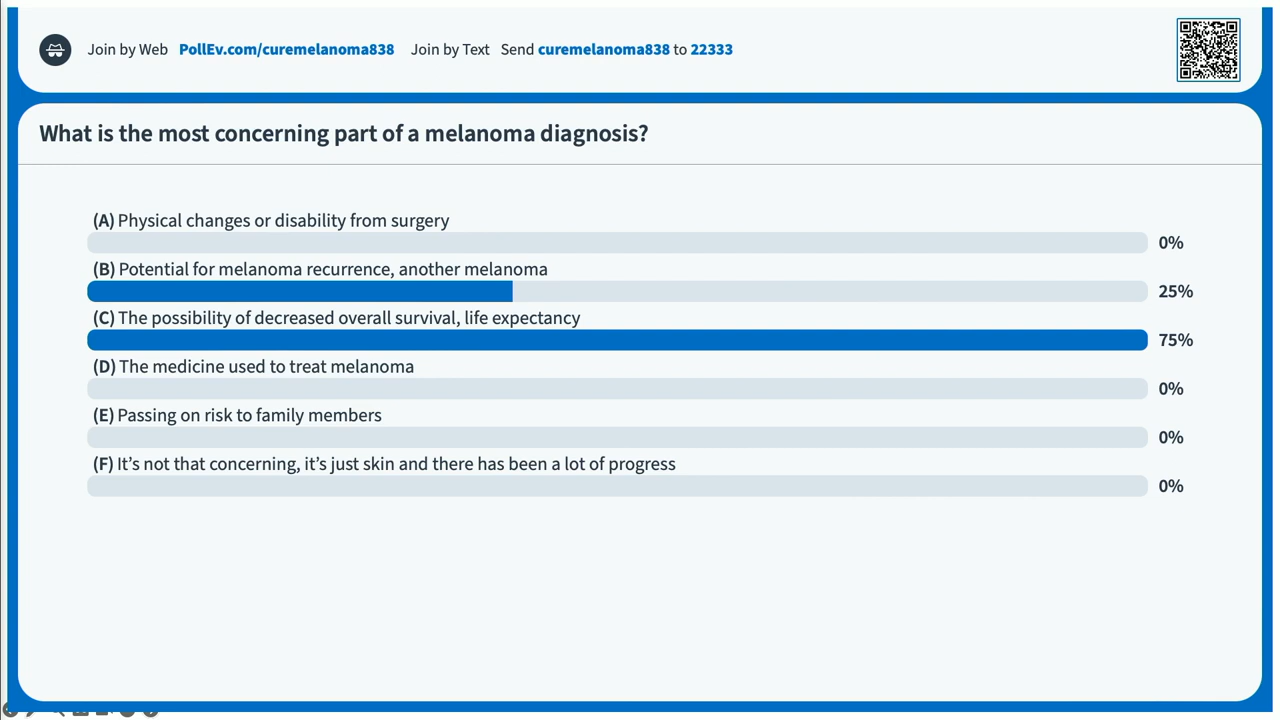 Join by Web PollEv.com/curemelanoma838 Join by Text Send curemelanoma838 to 22333
What is the most concerning part of a melanoma diagnosis?
(A) Physical changes or disability from surgery
0%
(B) Potential for melanoma recurrence, another melanoma
25%
(C) The possibility of decreased overall survival, life expectancy
75%
(D) The medicine used to treat melanoma
0%
(E) Passing on risk to family members
0%
(F) It’s not that concerning, it’s just skin and there has been a lot of progress
0%